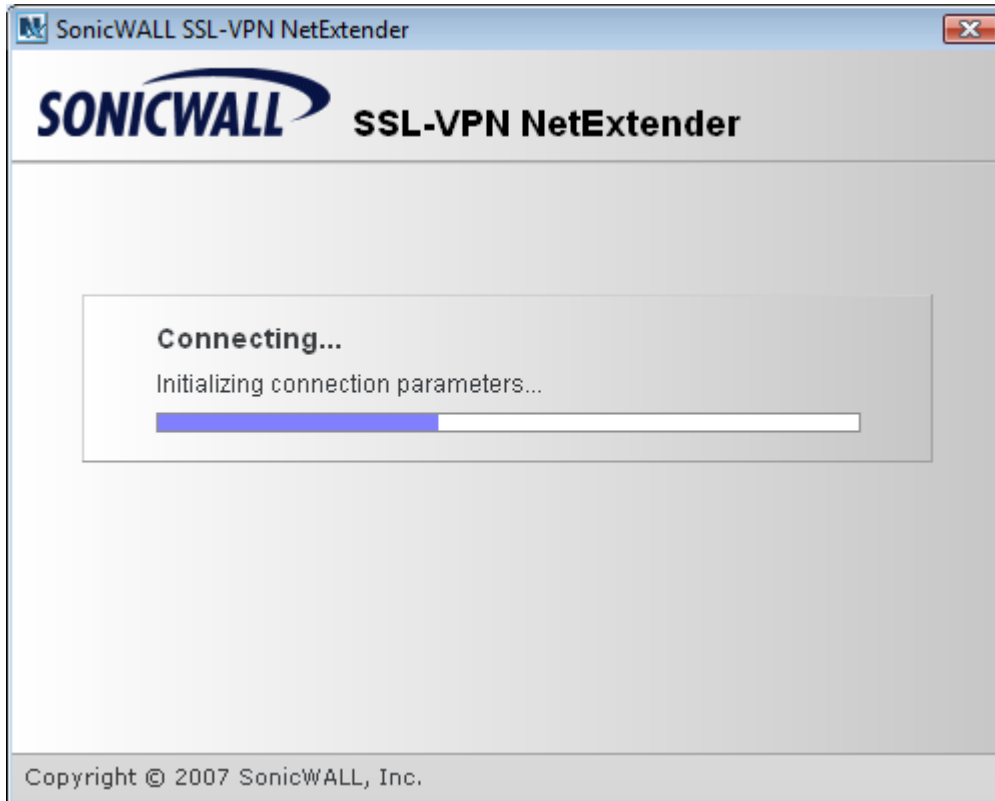 SonicWALL SSL-VPN NetExtender
SONICWALL SSL-VPN NetExtender
Connecting...
Initializing connection parameters...
Copyright © 2007 SonicWALL, Inc.